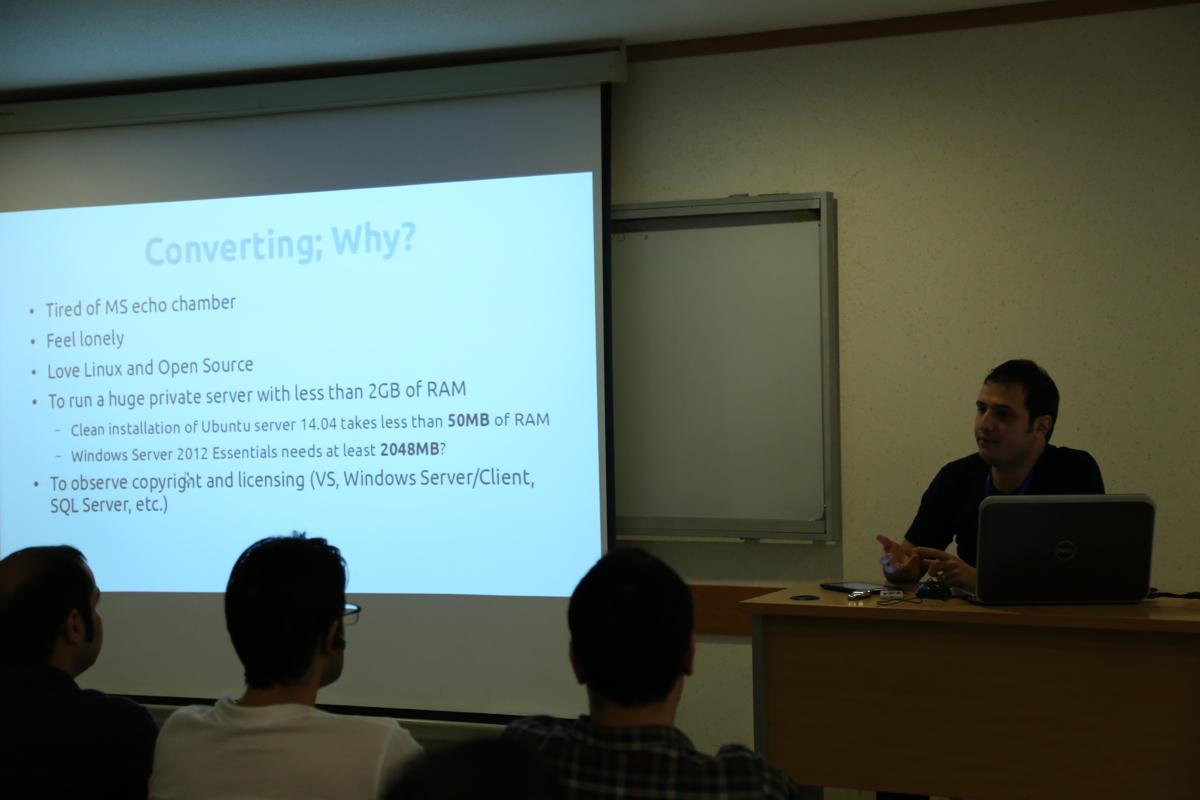 Converting; Why?
• Tired of MS echo chamber
• Feel lonely
• Love Linux and Open Source
• To run a huge private server with less than 2GB of RAM
– Clean installation of Ubuntu server 14.04 takes less than 50MB of RAM
– Windows Server 2012 Essentials needs at least 2048MB?
• To observe copyright and licensing (VS, Windows Server/Client,
SQL Server, etc.)
DELL